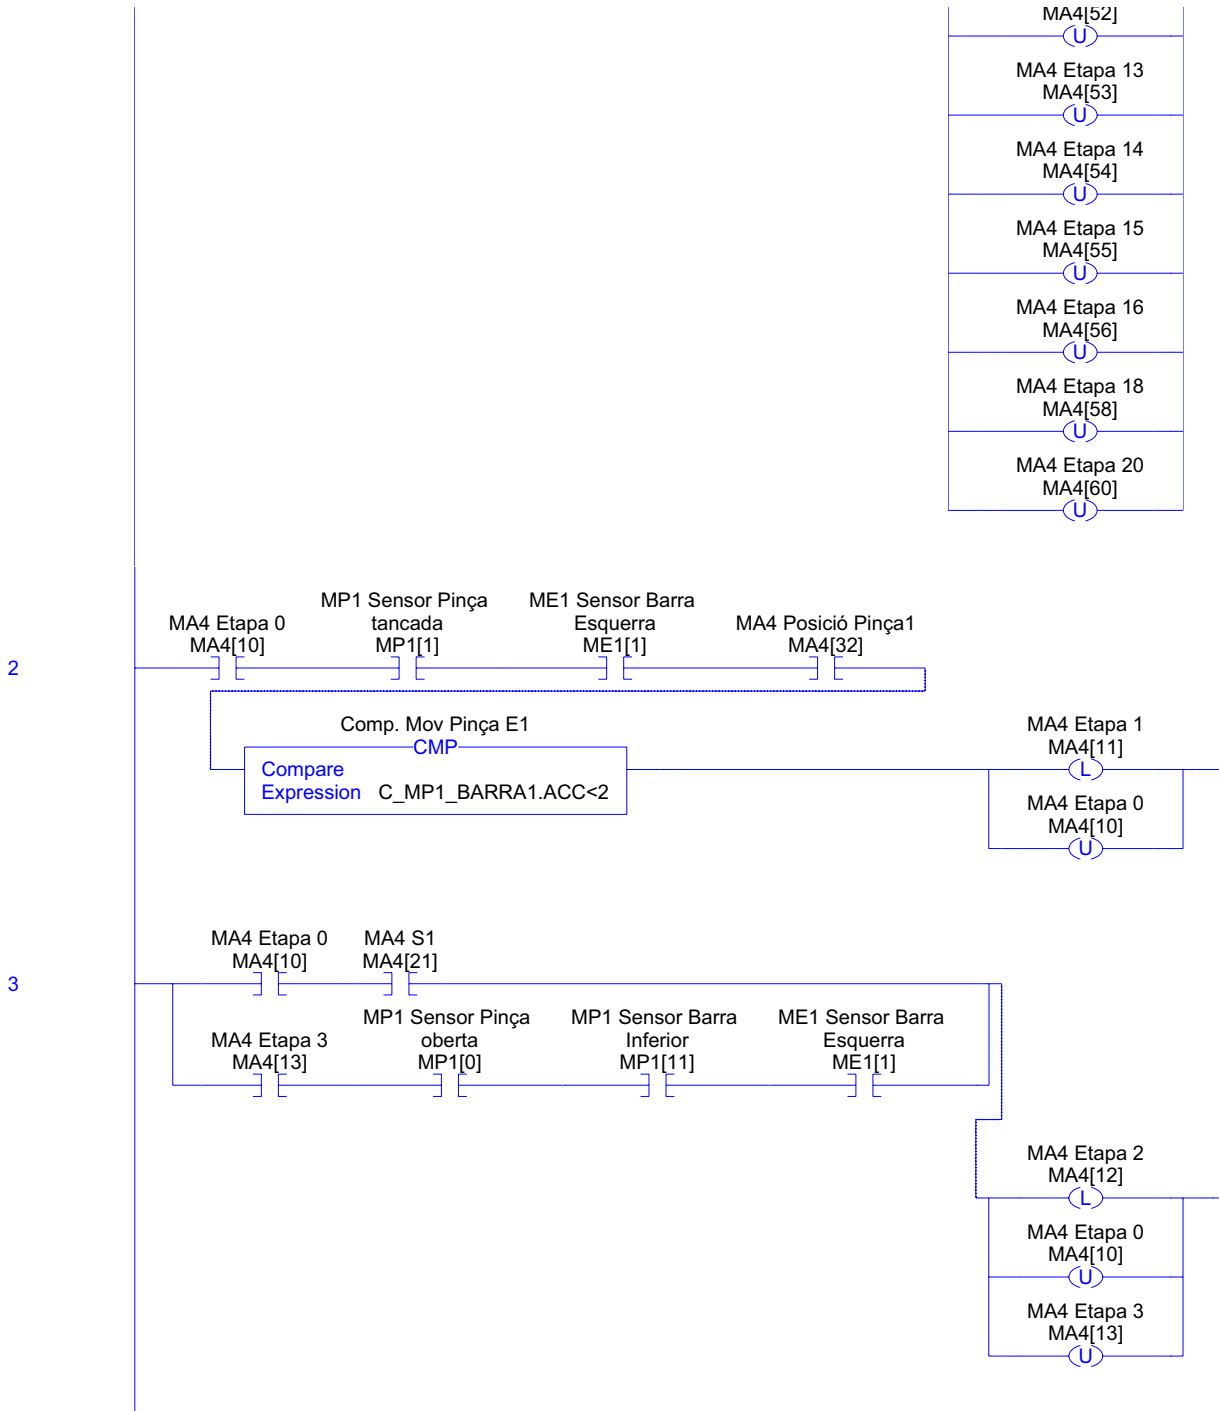 MA4[52]
U
MA4 Etapa 13
MA4[53]
U
MA4 Etapa 14
MA4[54]
U
MA4 Etapa 15
MA4[55]
U
MA4 Etapa 16
MA4[56]
U
MA4 Etapa 18
MA4[58]
U
MA4 Etapa 20
MA4[60]
U
2
MA4 Etapa 0
MA4[10]
MP1 Sensor Pinça
tancada
MP1[1]
ME1 Sensor Barra
Esquerra
ME1[1]
MA4 Posició Pinça1
MA4[32]
Comp. Mov Pinça E1
CMP
Compare
Expression C_MP1_BARRA1.ACC<2
MA4 Etapa 1
MA4[11]
L
MA4 Etapa 0
MA4[10]
U
3
MA4 Etapa 0
MA4[10]
MA4 S1
MA4[21]
MA4 Etapa 3
MA4[13]
MP1 Sensor Pinça
oberta
MP1[0]
MP1 Sensor Barra
Inferior
MP1[11]
ME1 Sensor Barra
Esquerra
ME1[1]
MA4 Etapa 2
MA4[12]
L
MA4 Etapa 0
MA4[10]
U
MA4 Etapa 3
MA4[13]
U